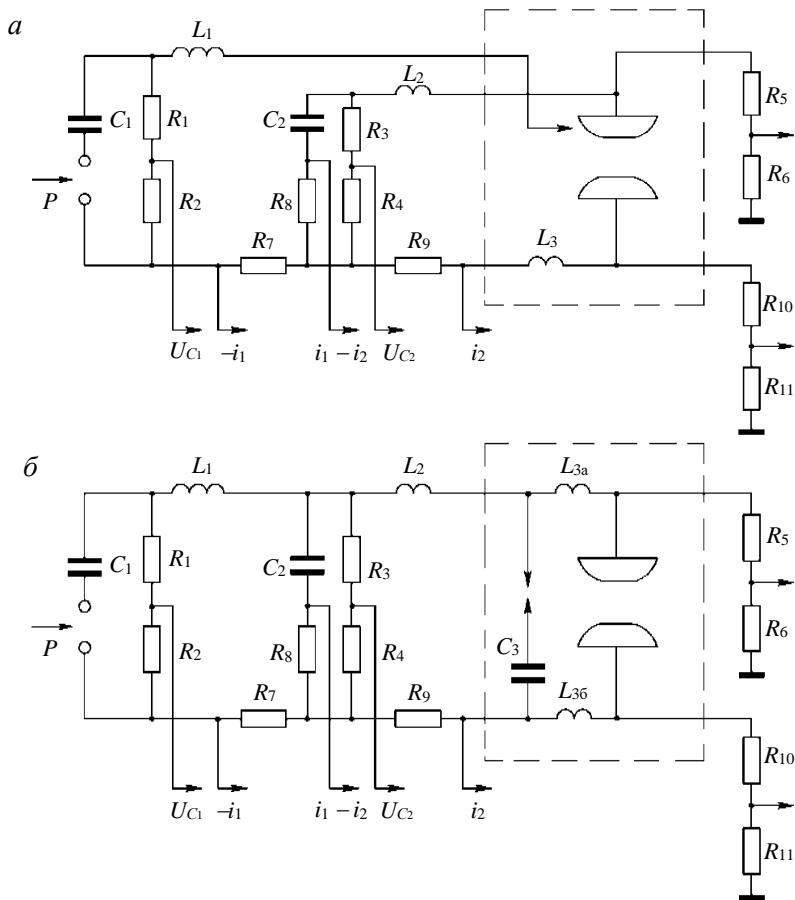 а
L1
L2
C1
R1
C2
R3
R5
P
R2
R8
R4
R6
R7
R9
L3
R10
UC1
–i1
i1 – i2
UC2
i2
R11
б
L1
L2
L3а
C1
R1
C2
R3
R5
P
R2
R8
R4
C3
R6
R7
R9
L3б
R10
UC1
–i1
i1 – i2
UC2
i2
R11